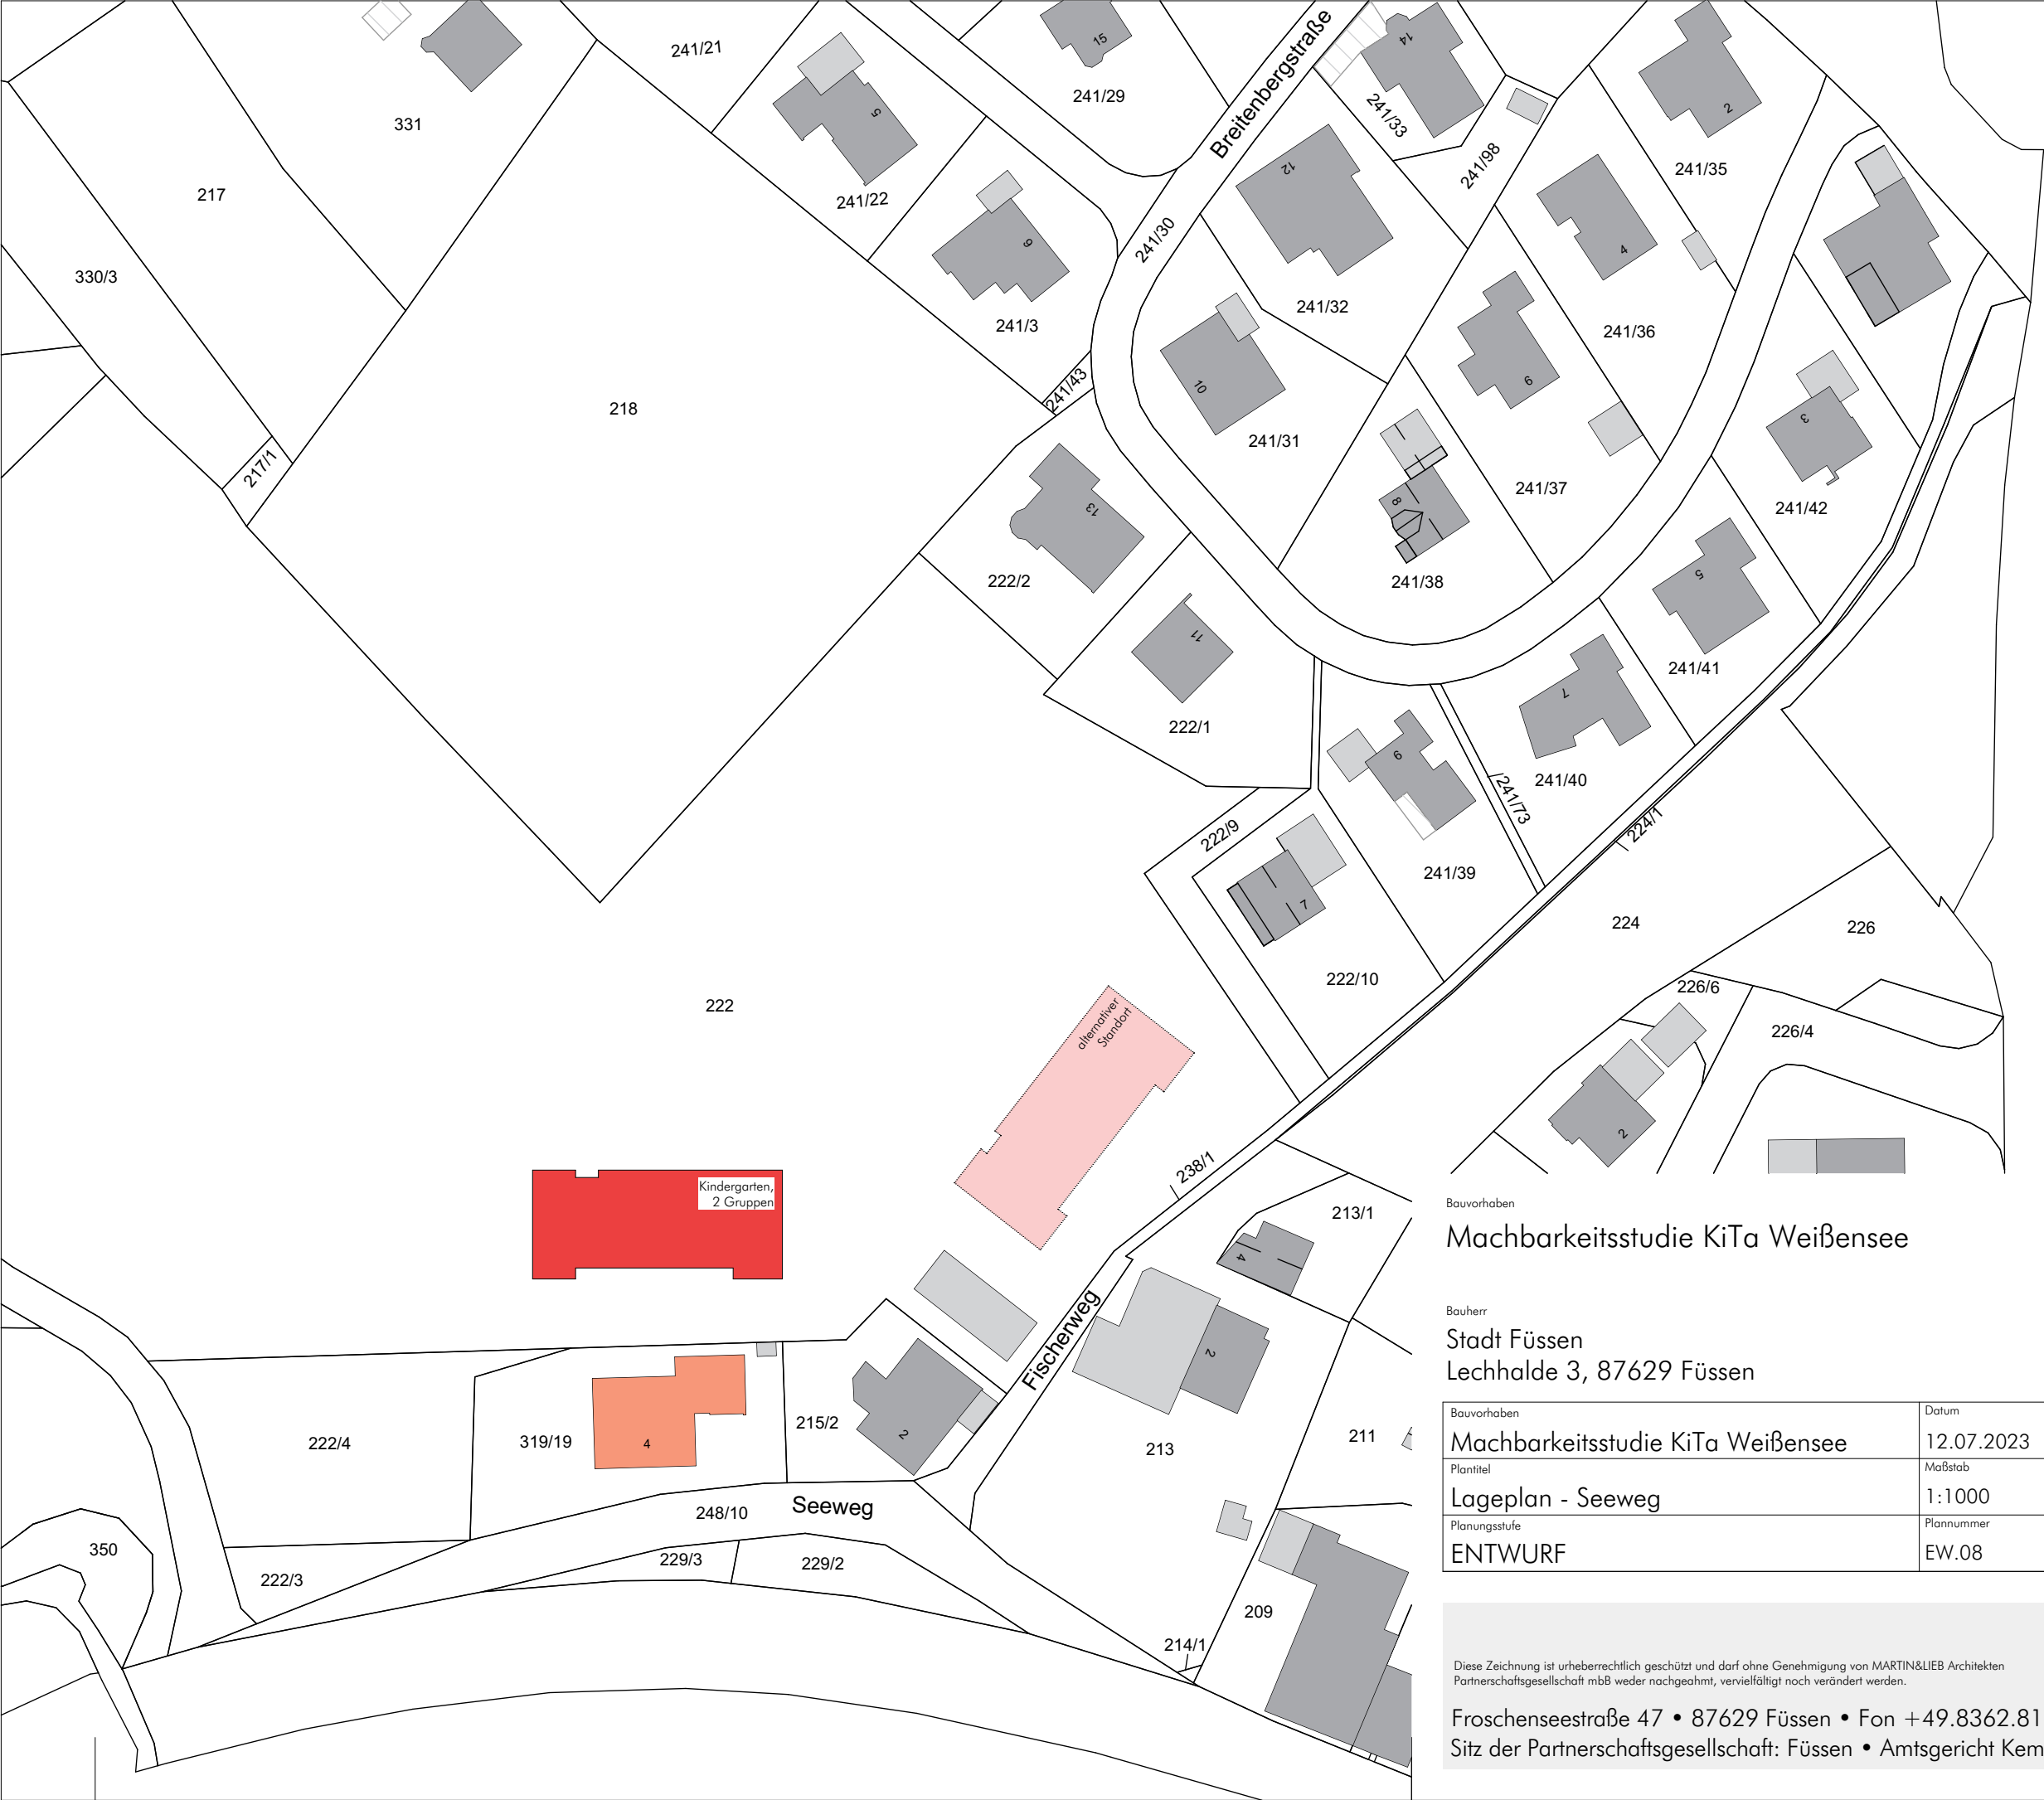 15
14
Breitenbergstraße
241/21
241/29
5
241/33
2
331
12
241/98
241/35
217
241/22
6
241/30
4
330/3
241/3
241/32
241/36
241/43
10
9
3
218
241/31
217/1
8
241/37
241/42
13
5
222/2
241/38
11
241/41
7
222/1
9
241/40
241/73
224/1
222/9
241/39
7
224
226
222/10
226/6
222
alternativer
Standort
226/4
2
238/1
Kindergarten,
2 Gruppen
213/1
4
Fischerweg
2
222/4
319/19
4
215/2
2
213
211
248/10
Seeweg
350
229/3
229/2
222/3
209
214/1
Bauvorhaben
Machbarkeitsstudie KiTa Weißensee
Bauherr
Stadt Füssen
Lechhalde 3, 87629 Füssen
Bauvorhaben
Machbarkeitsstudie KiTa Weißensee
Datum
12.07.2023
Plantitel
Lageplan - Seeweg
Maßstab
1:1000
Planungsstufe
ENTWURF
Plannummer
EW.08
Diese Zeichnung ist urheberrechtlich geschützt und darf ohne Genehmigung von MARTIN&LIEB Architekten
Partnerschaftsgesellschaft mbB weder nachgeahmt, vervielfältigt noch verändert werden.
Froschenseestraße 47 • 87629 Füssen • Fon +49.8362.81
Sitz der Partnerschaftsgesellschaft: Füssen • Amtsgericht Kem